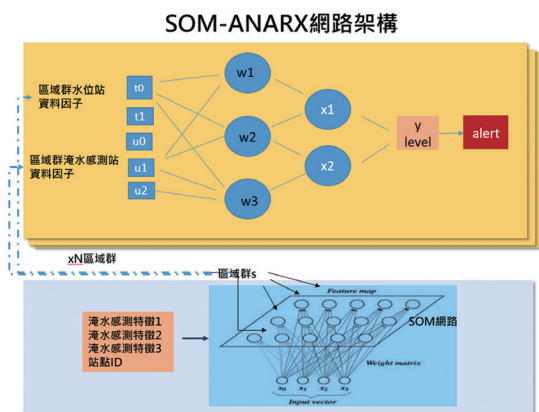 SOM-ANARX網路架構
區域群水位站
資料因子
區域群淹水感測站
資料因子
t0
t1
u0
u1
u2
w1
w2
w3
x1
x2
y
level
alert
xN區域群
區域群s
Feature map
SOM網路
淹水感測特徵1
淹水感測特徵2
淹水感測特徵3
站點ID
Weight matrix
x0 x1 x2 x3
Input vector